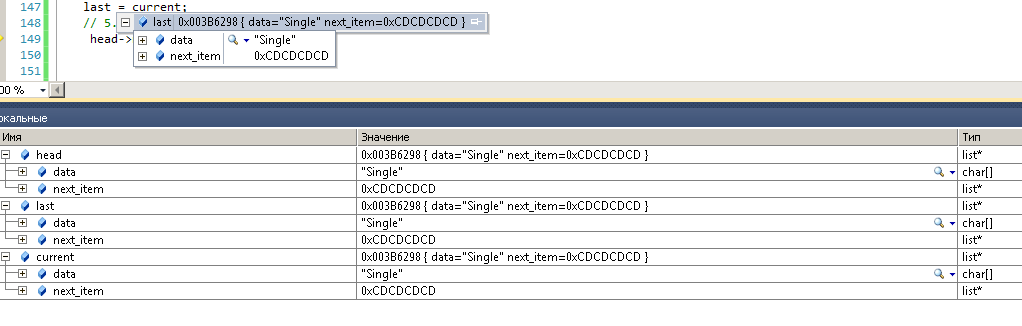 147 last = current;
148 // 5. last 0x003B6298 { data="Single" next_item=0xCDCDCDCD }
149 head-> data "Single"
150 next_item 0xCDCDCDCD
151
00 %
окальные
Имя Значение Тип
head 0x003B6298 { data="Single" next_item=0xCDCDCDCD } list*
data "Single" char[]
next_item 0xCDCDCDCD list*
last 0x003B6298 { data="Single" next_item=0xCDCDCDCD } list*
data "Single" char[]
next_item 0xCDCDCDCD list*
current 0x003B6298 { data="Single" next_item=0xCDCDCDCD } list*
data "Single" char[]
next_item 0xCDCDCDCD list*